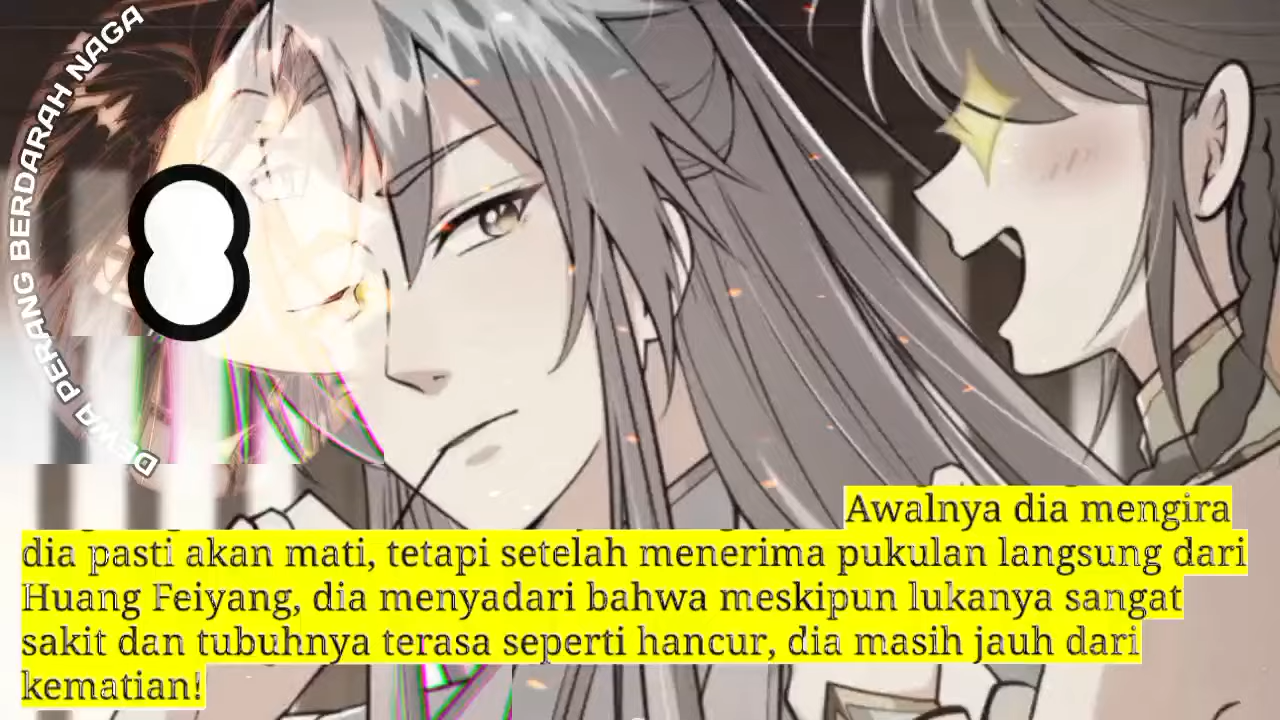 DEWA PERANG BERDARAH NAGA
8
Awalnya dia mengira
dia pasti akan mati, tetapi setelah menerima pukulan langsung dari
Huang Feiyang, dia menyadari bahwa meskipun lukanya sangat
sakit dan tubuhnya terasa seperti hancur, dia masih jauh dari
kematian!